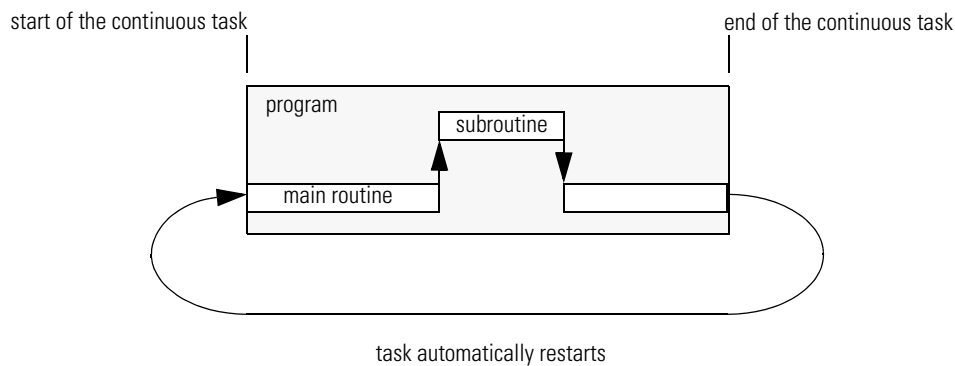 start of the continuous task
end of the continuous task
program
subroutine
main routine
task automatically restarts